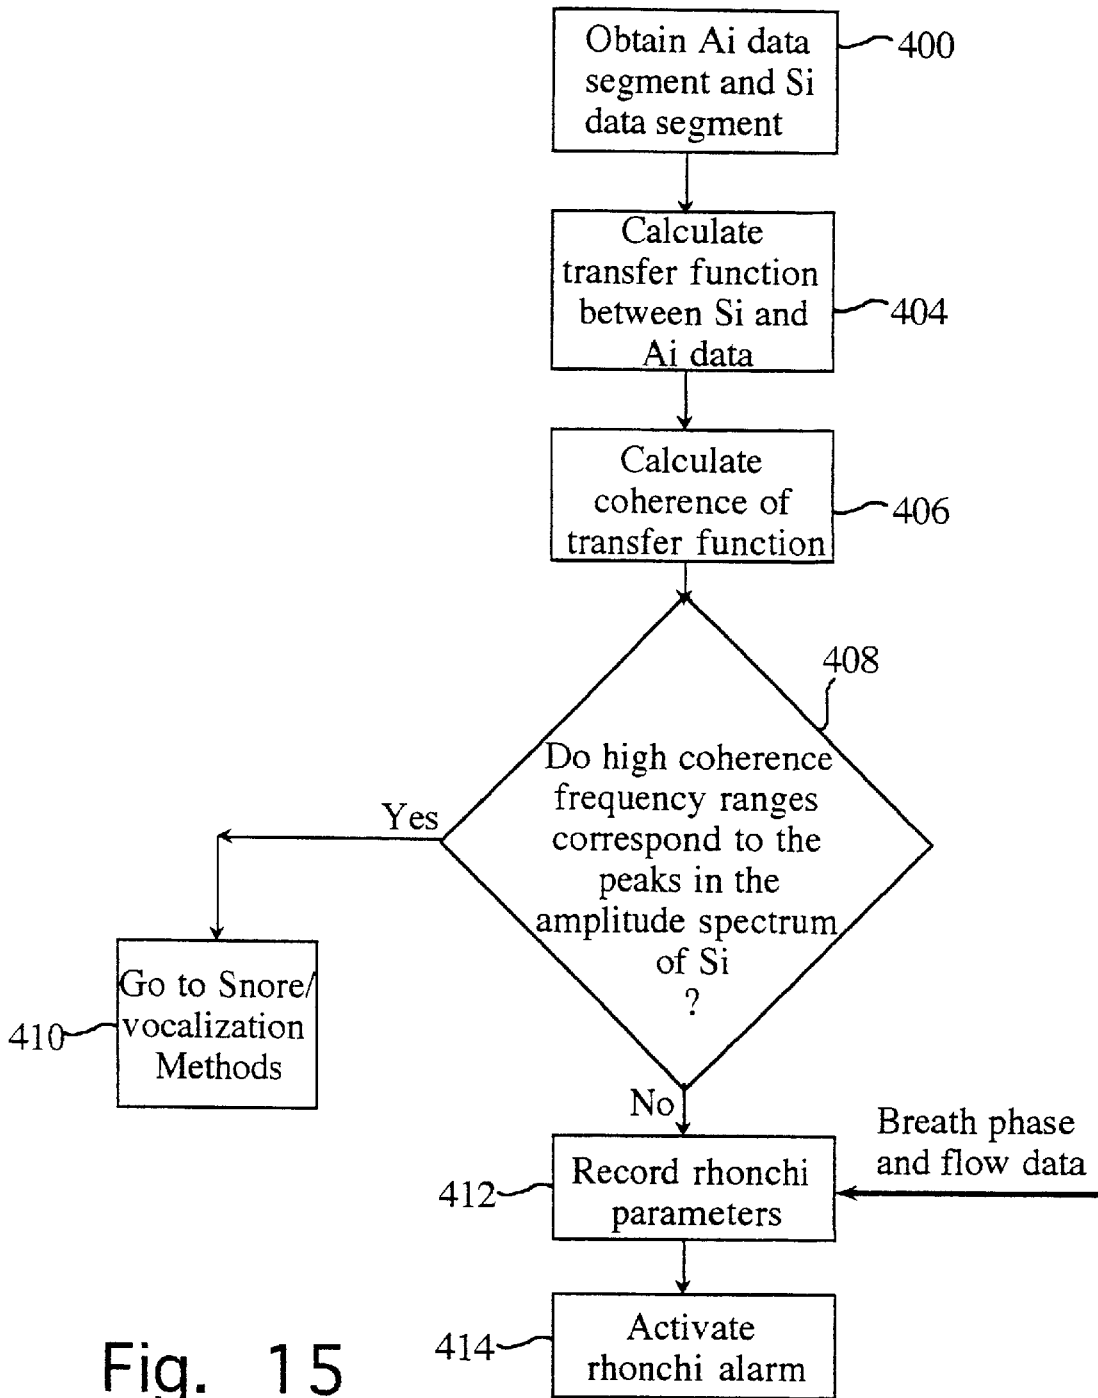 Obtain Ai data
segment and Si
data segment
400
Calculate
transfer function
between Si and
Ai data
404
Calculate
coherence of
transfer function
406
408
Do high coherence
frequency ranges
correspond to the
peaks in the
amplitude spectrum
of Si
?
Yes
Go to Snore/
vocalization
Methods
410
No
Breath phase
and flow data
412
Record rhonchi
parameters
414
Activate
rhonchi alarm
Fig. 15